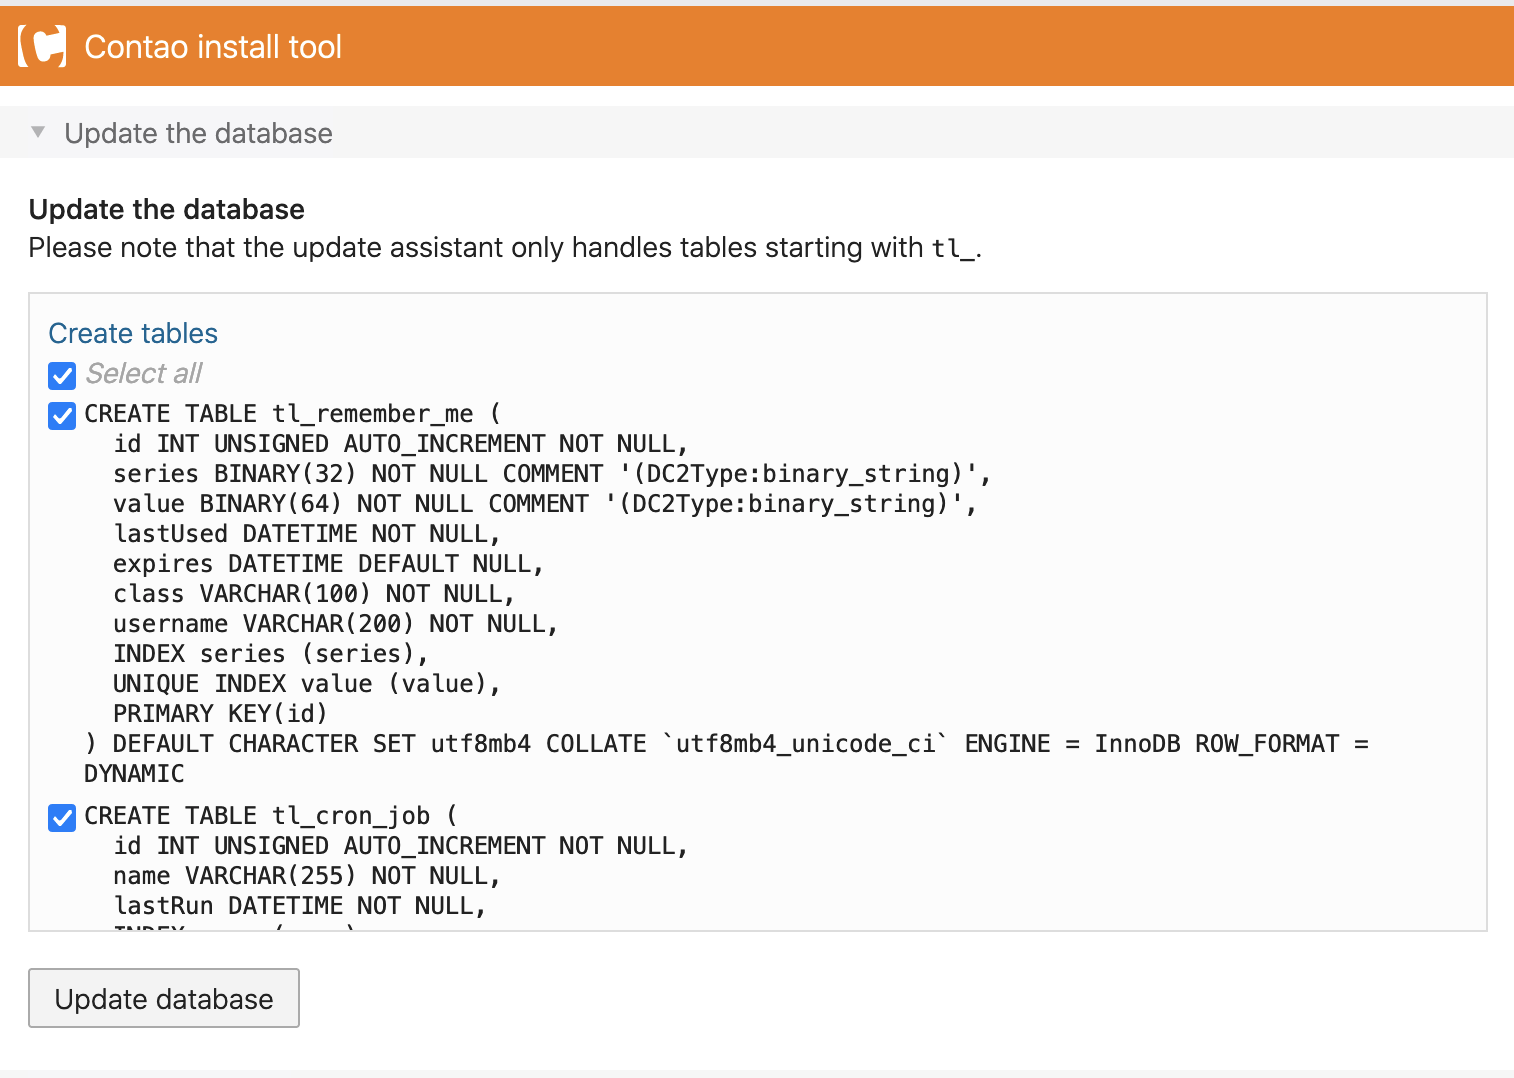 Contao install tool
Update the database
Update the database
Please note that the update assistant only handles tables starting with tl_.
Create tables
Select all
CREATE TABLE tl_remember_me (
id INT UNSIGNED AUTO_INCREMENT NOT NULL,
series BINARY(32) NOT NULL COMMENT '(DC2Type:binary_string)',
value BINARY(64) NOT NULL COMMENT '(DC2Type:binary_string)',
lastUsed DATETIME NOT NULL,
expires DATETIME DEFAULT NULL,
class VARCHAR(100) NOT NULL,
username VARCHAR(200) NOT NULL,
INDEX series (series),
UNIQUE INDEX value (value),
PRIMARY KEY(id)
) DEFAULT CHARACTER SET utf8mb4 COLLATE `utf8mb4_unicode_ci` ENGINE = InnoDB ROW_FORMAT =
DYNAMIC
CREATE TABLE tl_cron_job (
id INT UNSIGNED AUTO_INCREMENT NOT NULL,
name VARCHAR(255) NOT NULL,
lastRun DATETIME NOT NULL,
Update database